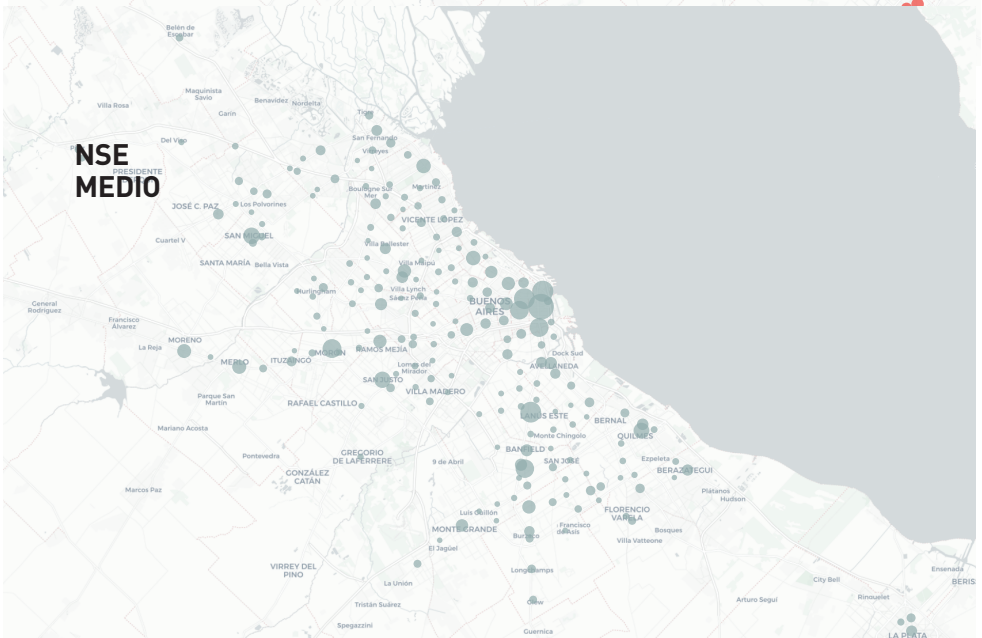 Belén de
Escobar
Maquinista
Savio
Villa Rosa
Benavidez
Nordelta
Garín
Tigre
San Fernando
Del Viso
Virreyes
NSE
MEDIO
PRESIDENTE
Boulogne Sur
Mer
Martínez
JOSÉ C. PAZ
Los Polvorines
VICENTE LÓPEZ
Cuartel V
SAN MIGUEL
Villa Ballester
SANTA MARÍA
Bella Vista
Villa Maipú
Hurlingham
Villa Lynch
Sáenz Peña
BUENOS
AIRES
General
Rodríguez
Francisco
Álvarez
La Reja
MORENO
MERLO
ITUZAINGO
MORÓN
RAMOS MEJÍA
Dock Sud
AVELLANEDA
Lomas del
Mirador
SAN JUSTO
VILLA MADERO
Parque San
Martín
RAFAEL CASTILLO
LANÚS ESTE
BERNAL
Mariano Acosta
Monte Chingolo
QUILMES
Pontevedra
GREGORIO
DE LAFERRERE
BANFIELD
9 de Abril
SAN JOSÉ
Ezpeleta
BERAZATEGUI
GONZÁLEZ
CATÁN
Marcos Paz
Plátanos
Hudson
Luis Guillón
FLORENCIO
VARELA
MONTE GRANDE
Francisco
de Asís
Burzaco
Bosques
Villa Vatteone
El Jagüel
VIRREY DEL
PINO
Longchamps
La Unión
City Bell
Ensenada
BERIS
Tristán Suárez
Glew
Arturo Seguí
Ringuelet
Spegazzini
Guernica
LA PLATA